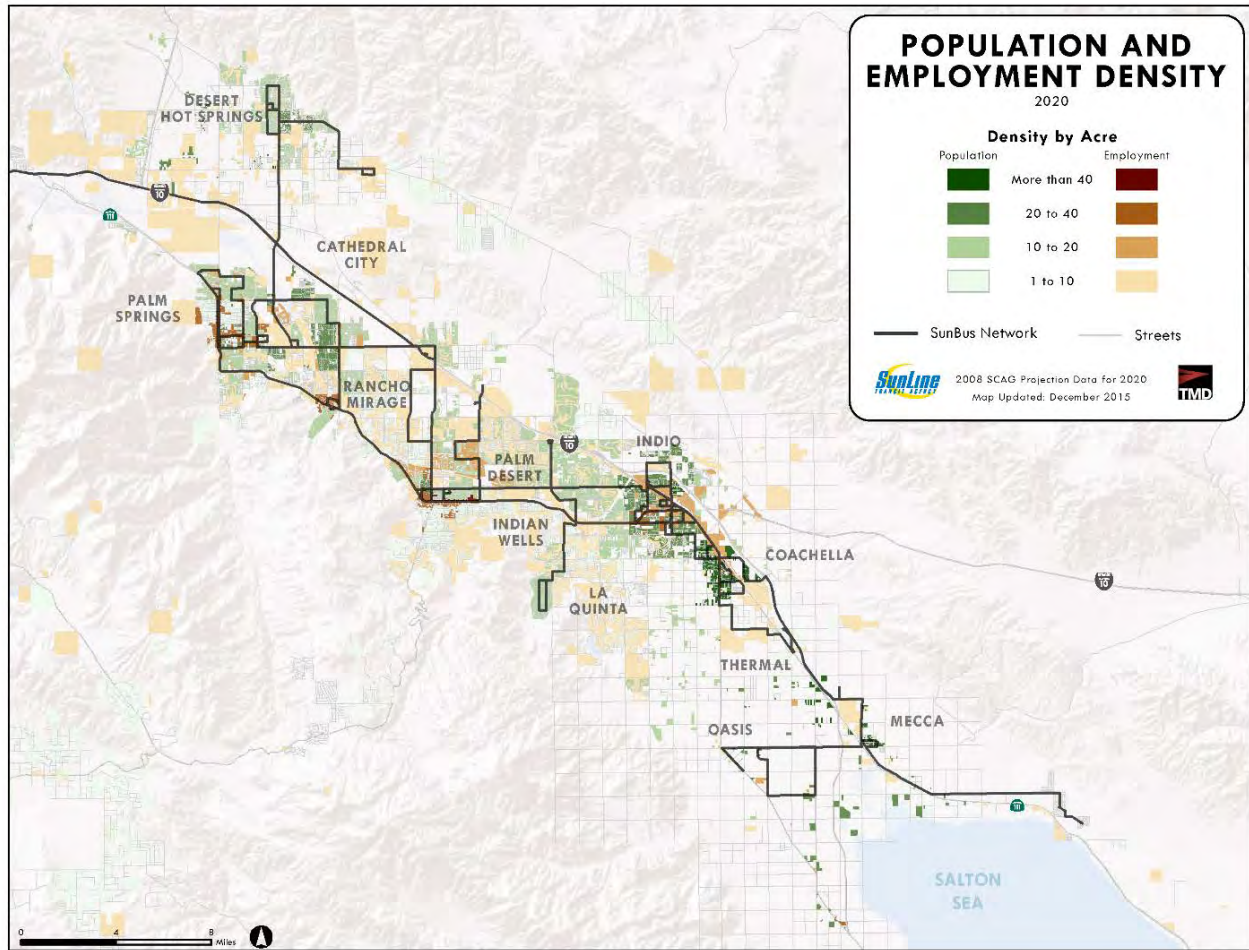 POPULATION AND
EMPLOYMENT DENSITY
2020
Density by Acre
Population
Employment
More than 40
20 to 40
10 to 20
1 to 10
SunBus Network
Streets
SunLine
TRANSIT AGENCY
2008 SCAG Projection Data for 2020
Map Updated: December 2015
TMD
DESERT
HOT SPRINGS
10
111
CATHEDRAL
CITY
PALM
SPRINGS
RANCHO
MIRAGE
10
INDIO
PALM
DESERT
INDIAN
WELLS
COACHELLA
10
LA
QUINTA
THERMAL
OASIS
MECCA
111
SALTON
SEA
0 4 8
Miles